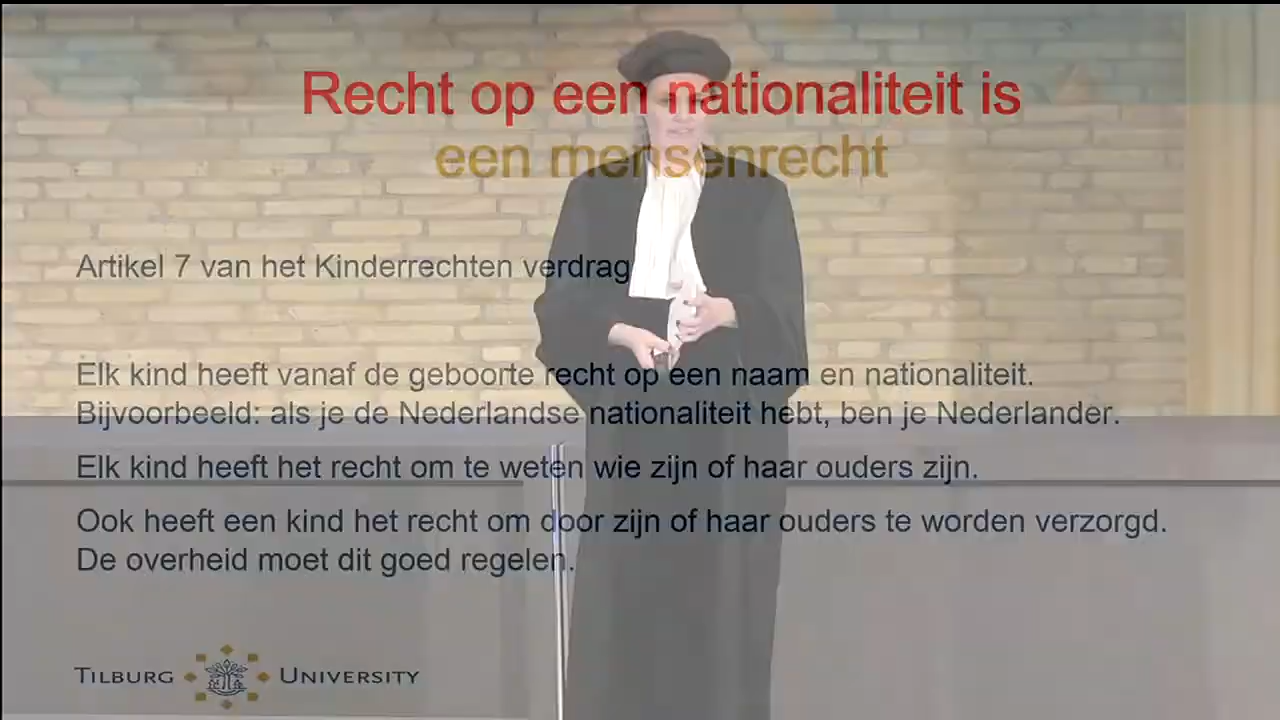 Recht op een nationaliteit is
een mensenrecht
Artikel 7 van het Kinderrechten verdrag
Elk kind heeft vanaf de geboorte recht op een naam en nationaliteit.
Bijvoorbeeld: als je de Nederlandse nationaliteit hebt, ben je Nederlander.
Elk kind heeft het recht om te weten wie zijn of haar ouders zijn.
Ook heeft een kind het recht om door zijn of haar ouders te worden verzorgd.
De overheid moet dit goed regelen.
TILBURG UNIVERSITY